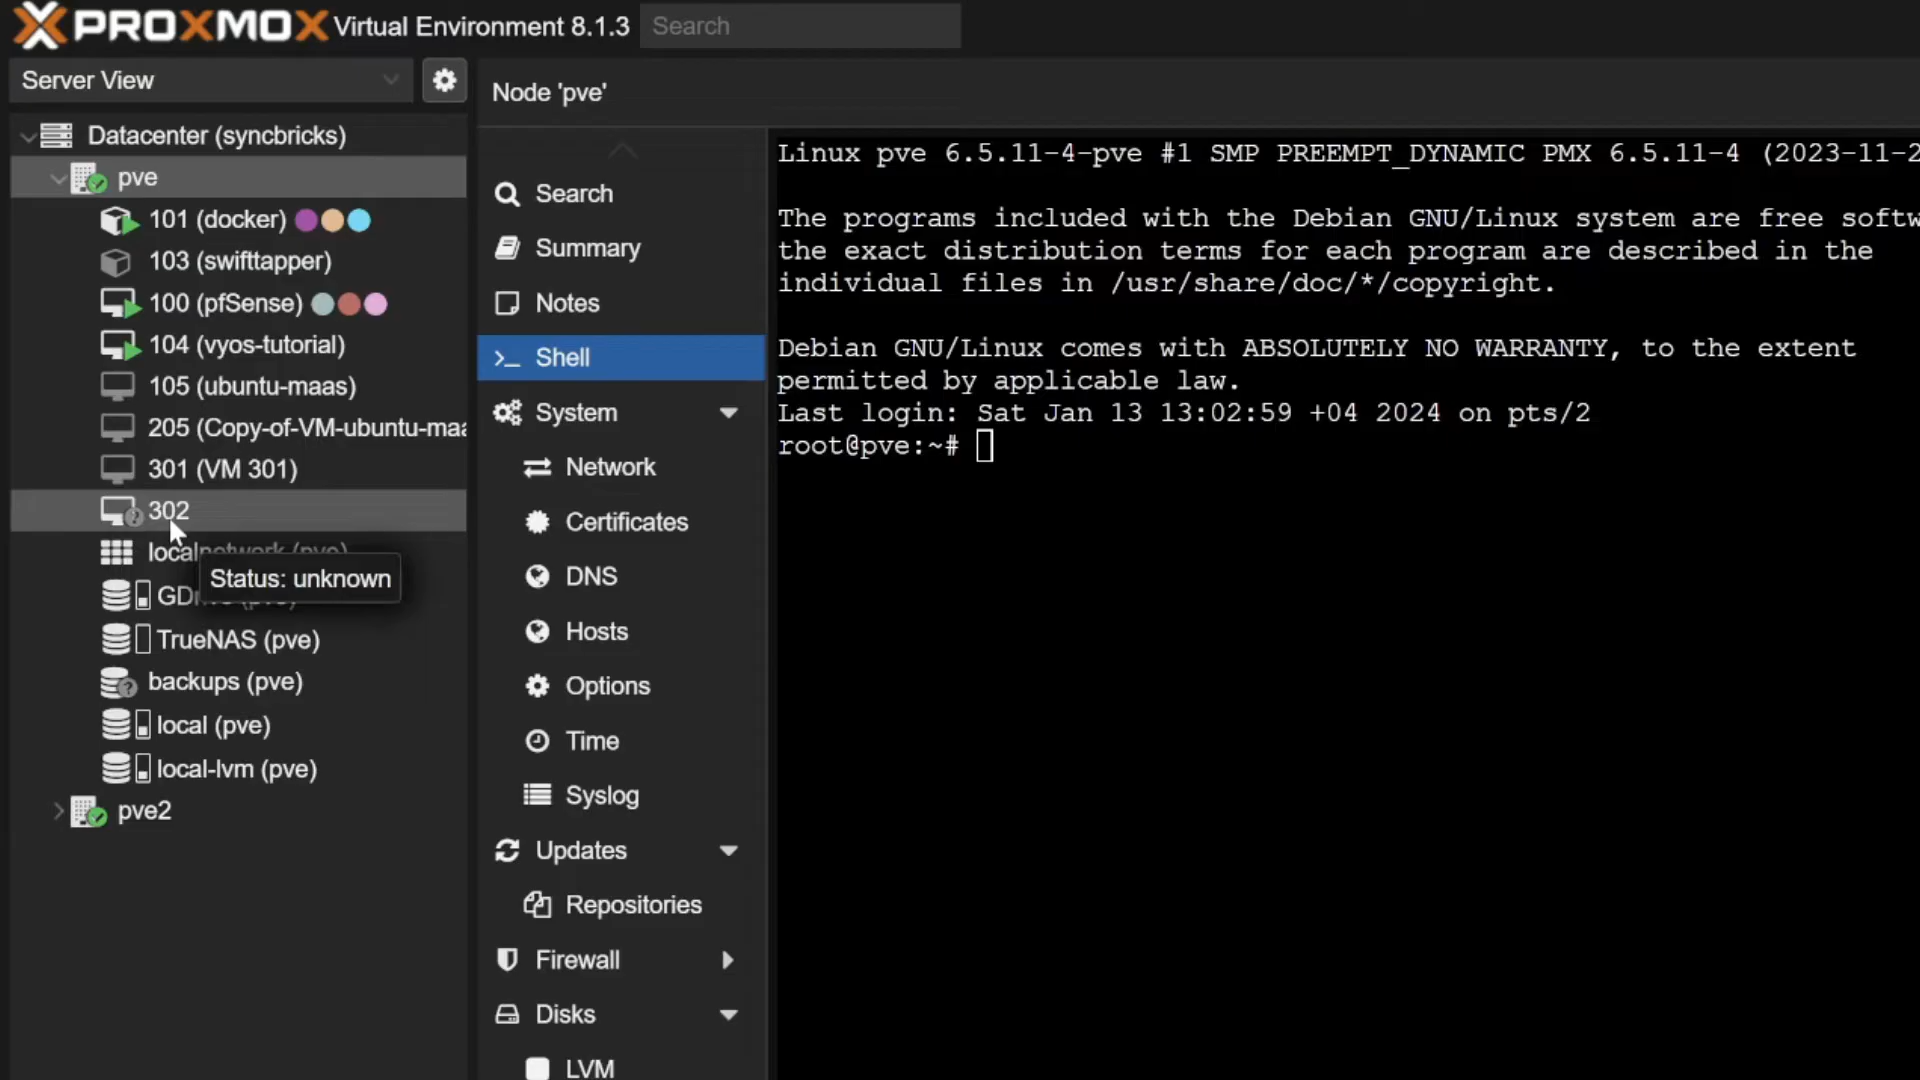 PROXMOX Virtual Environment 8.1.3 Search
Server View
Node 'pve'
Datacenter (syncbricks)
pve
101 (docker)
103 (swifttapper)
100 (pfSense)
104 (vyos-tutorial)
105 (ubuntu-maas)
205 (Copy-of-VM-ubuntu-maa
301 (VM 301)
302
localnetwork (pve)
Status: unknown
TrueNAS (pve)
backups (pve)
local (pve)
local-lvm (pve)
pve2
Search
Summary
Notes
Shell
System
Network
Certificates
DNS
Hosts
Options
Time
Syslog
Updates
Repositories
Firewall
Disks
LVM
Linux pve 6.5.11-4-pve #1 SMP PREEMPT_DYNAMIC PMX 6.5.11-4 (2023-11-2
The programs included with the Debian GNU/Linux system are free softw
the exact distribution terms for each program are described in the
individual files in /usr/share/doc/*/copyright.
Debian GNU/Linux comes with ABSOLUTELY NO WARRANTY, to the extent
permitted by applicable law.
Last login: Sat Jan 13 13:02:59 +04 2024 on pts/2
root@pve:~#